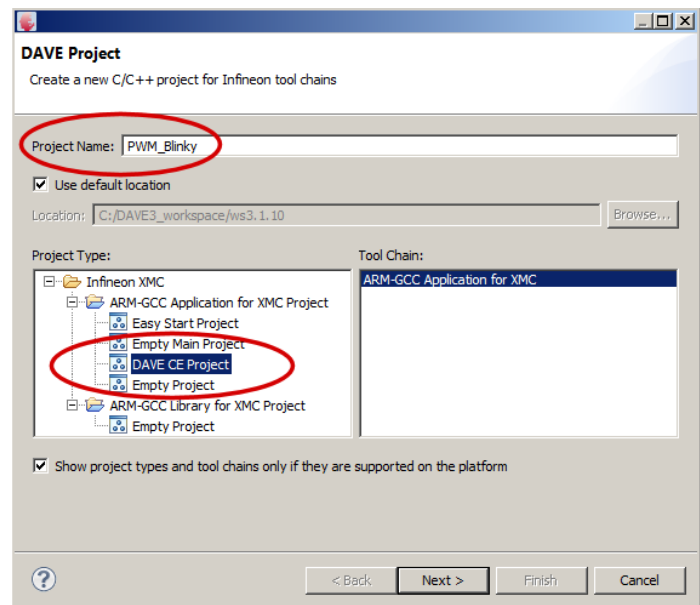 DAVE Project
Create a new C/C++ project for Infineon tool chains
Project Name: PWM_Blinky
Use default location
Location: C:/DAVE3_workspace/ws3.1.10 Browse...
Project Type:
Tool Chain:
Infineon XMC
ARM-GCC Application for XMC Project
Easy Start Project
Empty Main Project
DAVE CE Project
Empty Project
ARM-GCC Library for XMC Project
Empty Project
ARM-GCC Application for XMC
Show project types and tool chains only if they are supported on the platform
? < Back Next > Finish Cancel